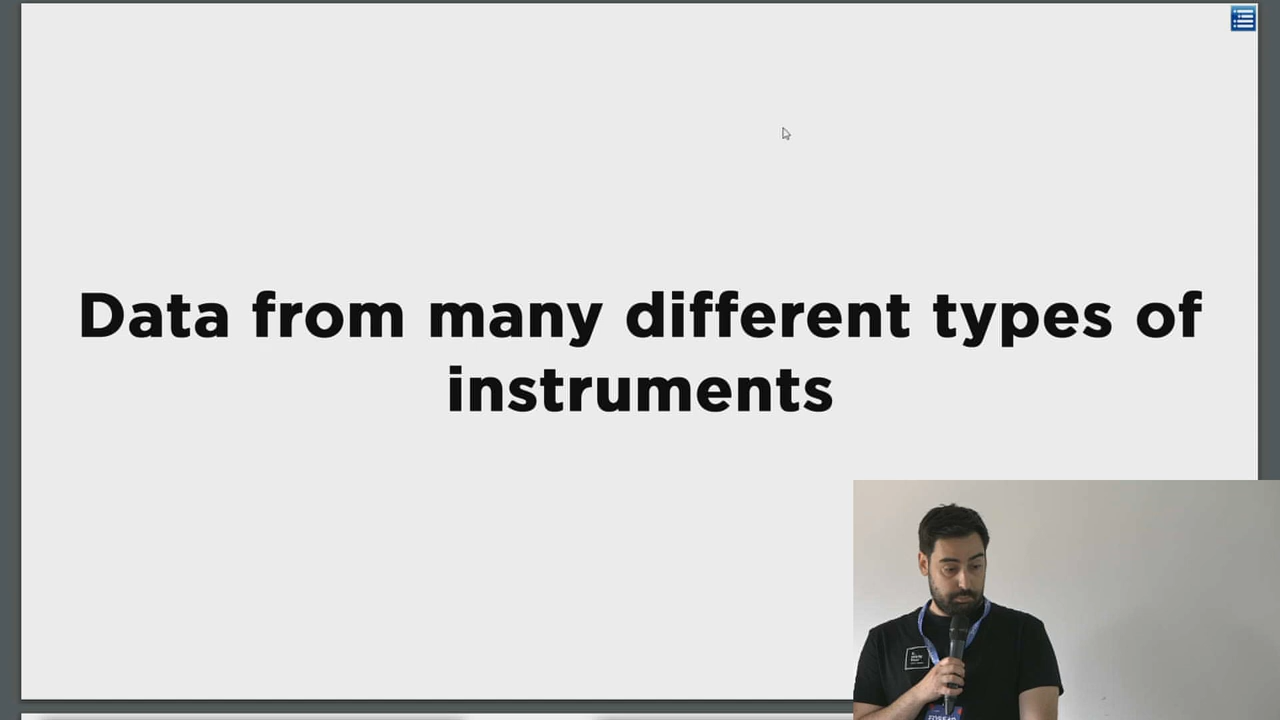 Data from many different types of
instruments